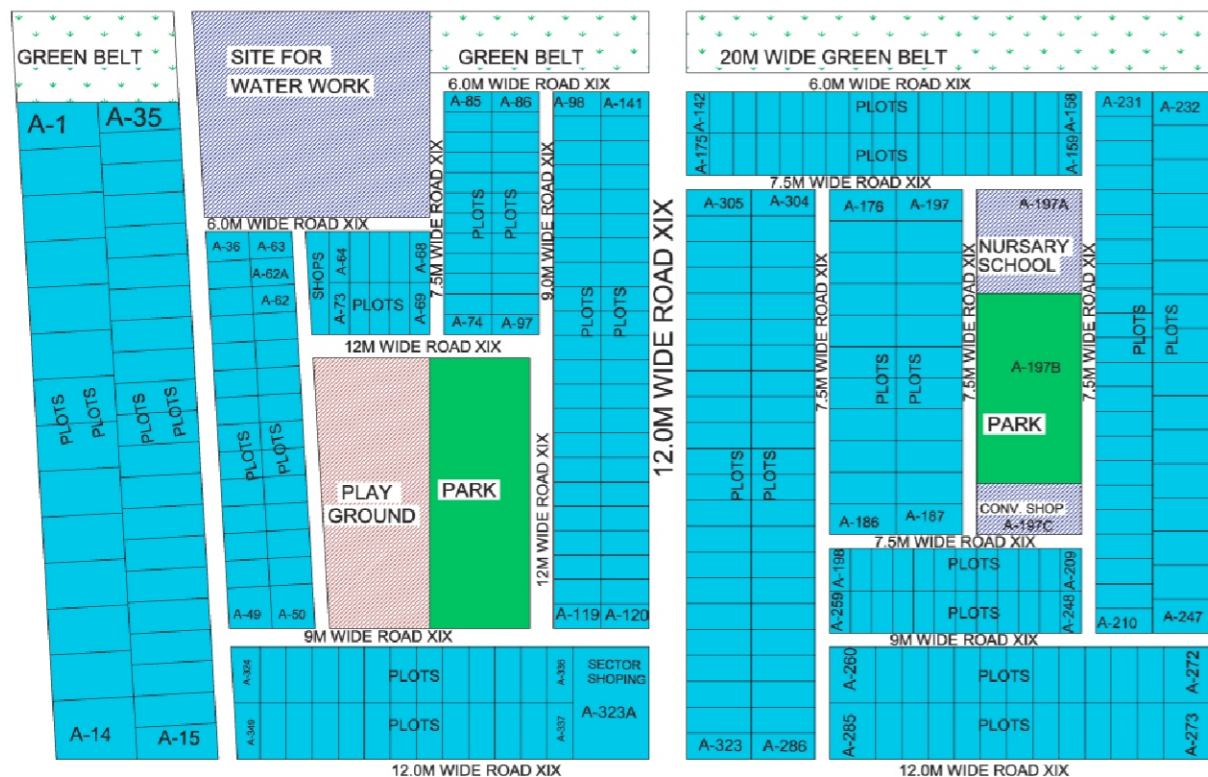 GREEN BELT
SITE FOR
WATER WORK
GREEN BELT
20M WIDE GREEN BELT
6.0M WIDE ROAD XIX
6.0M WIDE ROAD XIX
A-1
A-35
A-85
A-86
A-98
A-141
A-142
PLOTS
A-158
A-231
A-232
A-175
PLOTS
A-159
7.5M WIDE ROAD XIX
6.0M WIDE ROAD XIX
7.5M WIDE ROAD XIX
PLOTS
PLOTS
9.0M WIDE ROAD XIX
12.0M WIDE ROAD XIX
A-305
A-304
A-176
A-197
A-197A
NURSARY
SCHOOL
A-36
A-63
A-62A
A-62
SHOPS
A-64
A-68
A-73
PLOTS
A-69
A-74
A-97
PLOTS
PLOTS
7.5M WIDE ROAD XIX
7.5M WIDE ROAD XIX
7.5M WIDE ROAD XIX
PLOTS
PLOTS
12M WIDE ROAD XIX
PLOTS
PLOTS
A-197B
PARK
PLOTS
PLOTS
PLOTS
PLOTS
PLOTS
PLOTS
PLOTS
PLOTS
PLAY
GROUND
PARK
12M WIDE ROAD XIX
CONV. SHOP
A-197C
A-186
A-187
7.5M WIDE ROAD XIX
A-198
PLOTS
A-209
A-259
PLOTS
A-248
A-49
A-50
A-119
A-120
A-210
A-247
9M WIDE ROAD XIX
9M WIDE ROAD XIX
A-324
PLOTS
A-336
SECTOR
SHOPING
A-323A
A-260
PLOTS
A-272
A-349
PLOTS
A-337
A-285
PLOTS
A-273
A-14
A-15
A-323
A-286
12.0M WIDE ROAD XIX
12.0M WIDE ROAD XIX